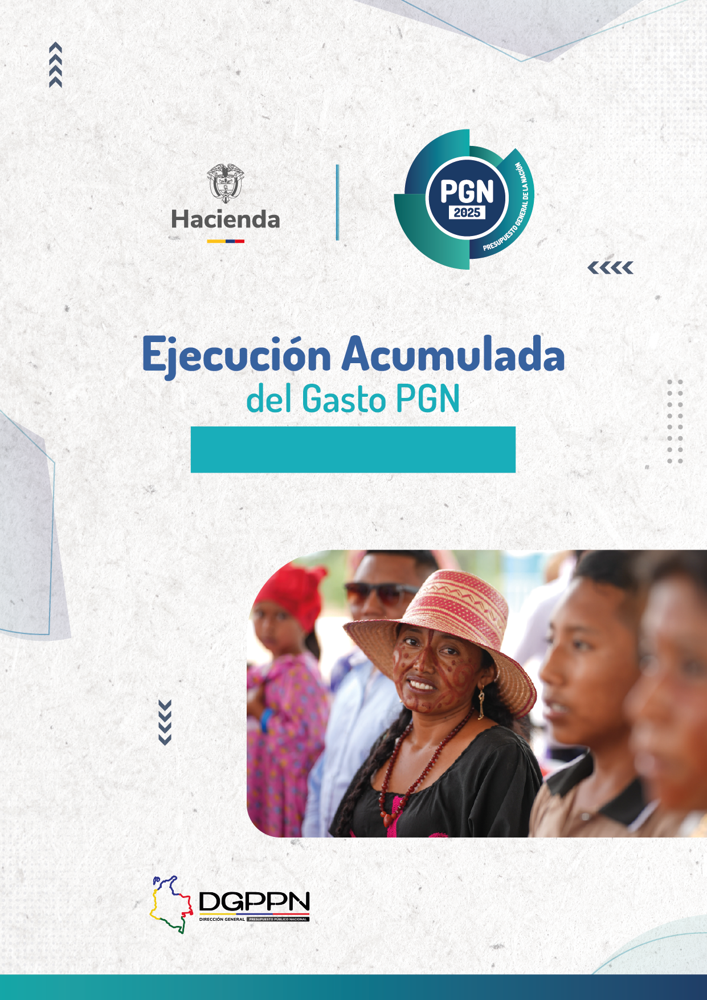 Hacienda
PGN
2025
PRESUPUESTO GENERAL DE LA NACIÓN
Ejecución Acumulada
del Gasto PGN
DGPPN
DIRECCIÓN GENERAL PRESUPUESTO PÚBLICO NACIONAL